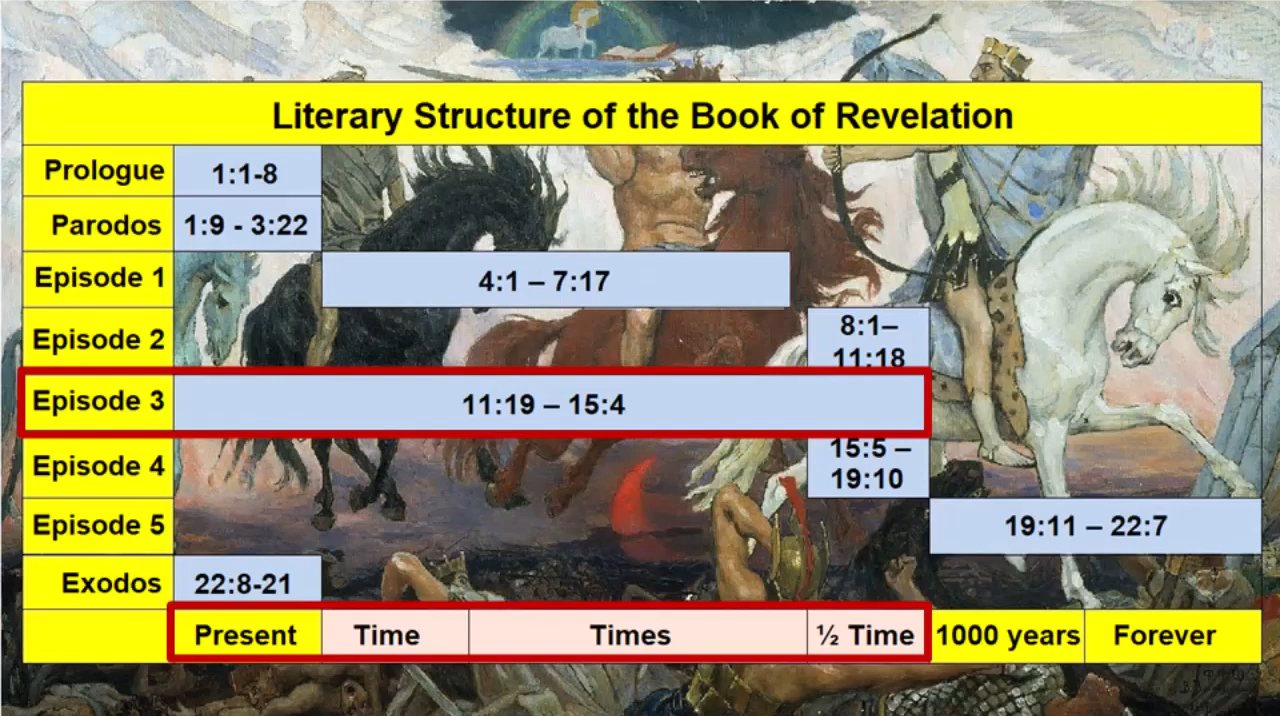 Literary Structure of the Book of Revelation
Prologue 1:1-8
Parodos 1:9 - 3:22
Episode 1 4:1 – 7:17
Episode 2 8:1–
11:18
Episode 3 11:19 – 15:4
Episode 4 15:5 –
19:10
Episode 5 19:11 – 22:7
Exodos 22:8-21
Present Time Times ½ Time 1000 years Forever